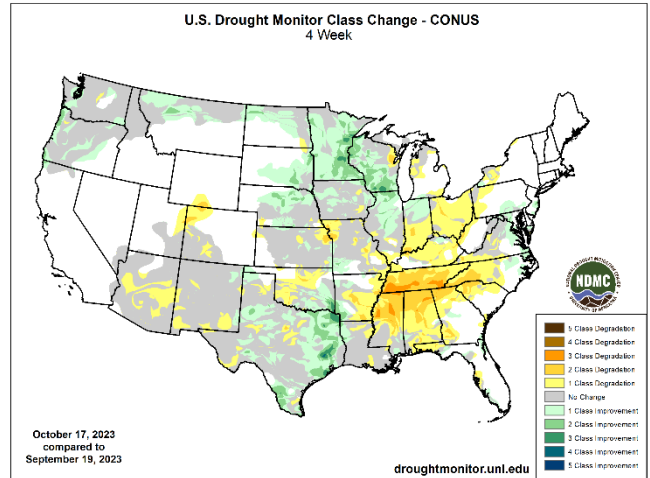 U.S. Drought Monitor Class Change - CONUS
4 Week
NDMC
5 Class Degradation
4 Class Degradation
3 Class Degradation
2 Class Degradation
1 Class Degradation
No Change
1 Class Improvement
2 Class Improvement
3 Class Improvement
4 Class Improvement
5 Class Improvement
October 17, 2023
compared to
September 19, 2023
droughtmonitor.unl.edu